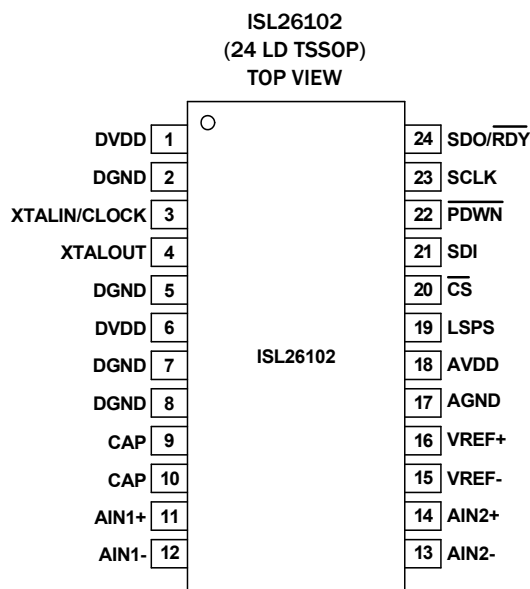 ISL26102
(24 LD TSSOP)
TOP VIEW
DVDD 1
DGND 2
XTALIN/CLOCK 3
XTALOUT 4
DGND 5
DVDD 6
DGND 7
DGND 8
CAP 9
CAP 10
AIN1+ 11
AIN1- 12
ISL26102
24 SDO/RDY
23 SCLK
22 PDWN
21 SDI
20 CS
19 LSPS
18 AVDD
17 AGND
16 VREF+
15 VREF-
14 AIN2+
13 AIN2-